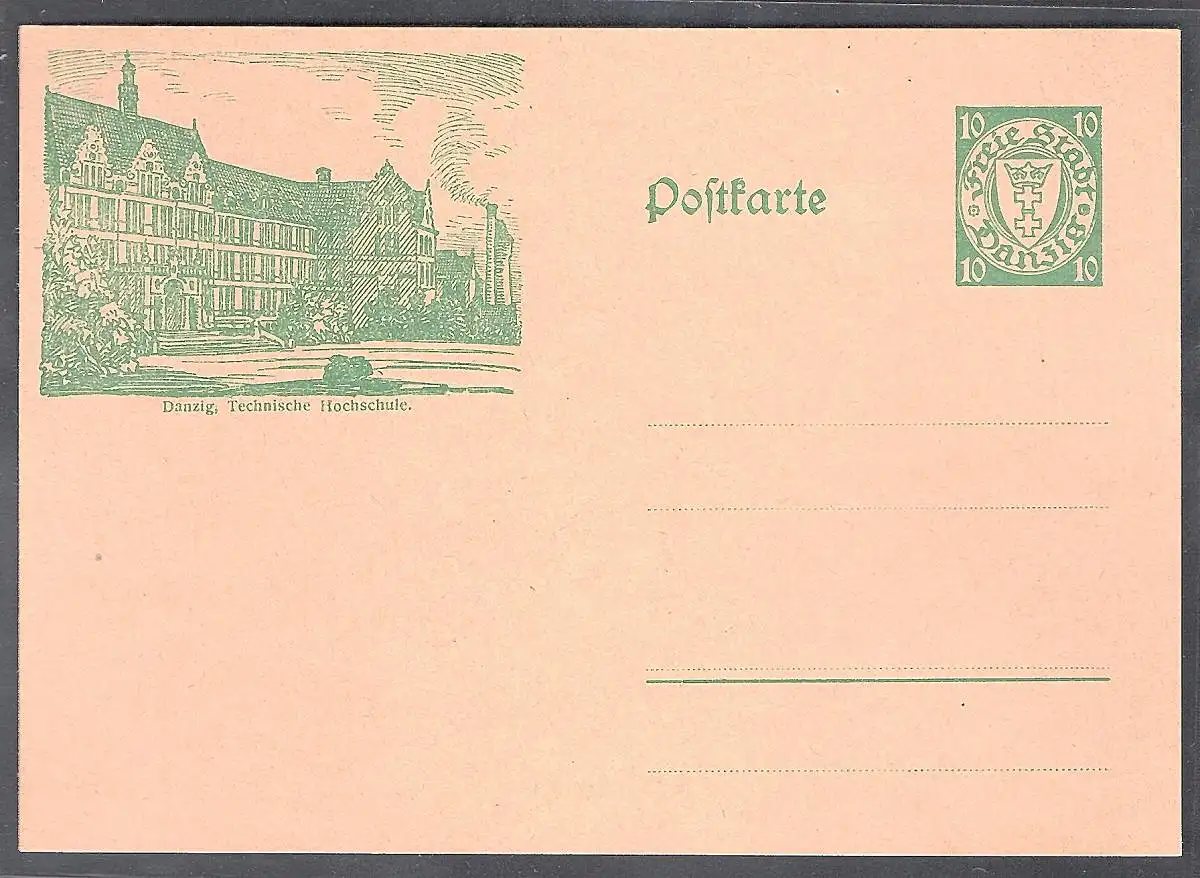 Danzig, Technische Hochschule.
Poſtkarte
10 10
Freie Stadt
Danzig
10 10